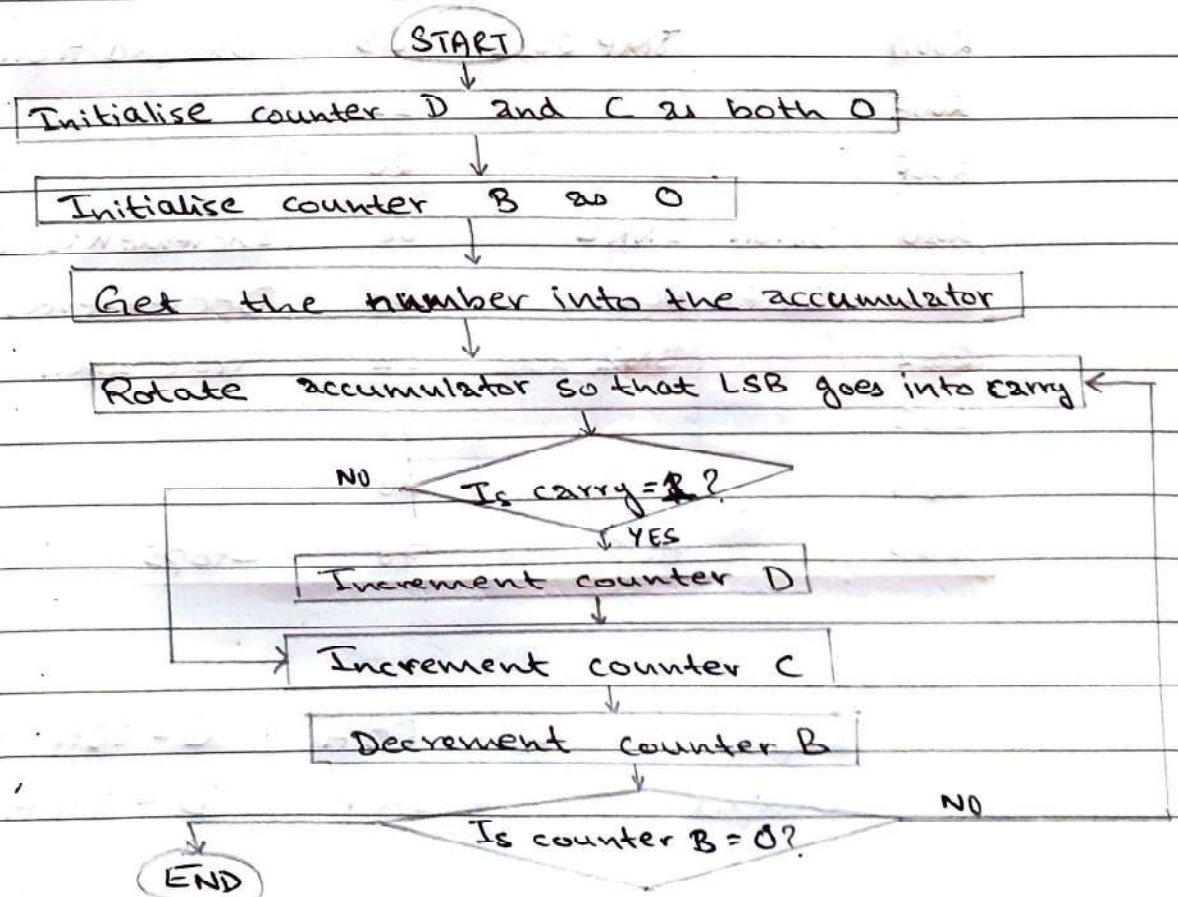 START
Initialise counter D and C as both 0
Initialise counter B as 0
Get the number into the accumulator
Rotate accumulator so that LSB goes into carry
NO
Is carry=1?
YES
Increment counter D
Increment counter C
Decrement counter B
NO
Is counter B=0?
END